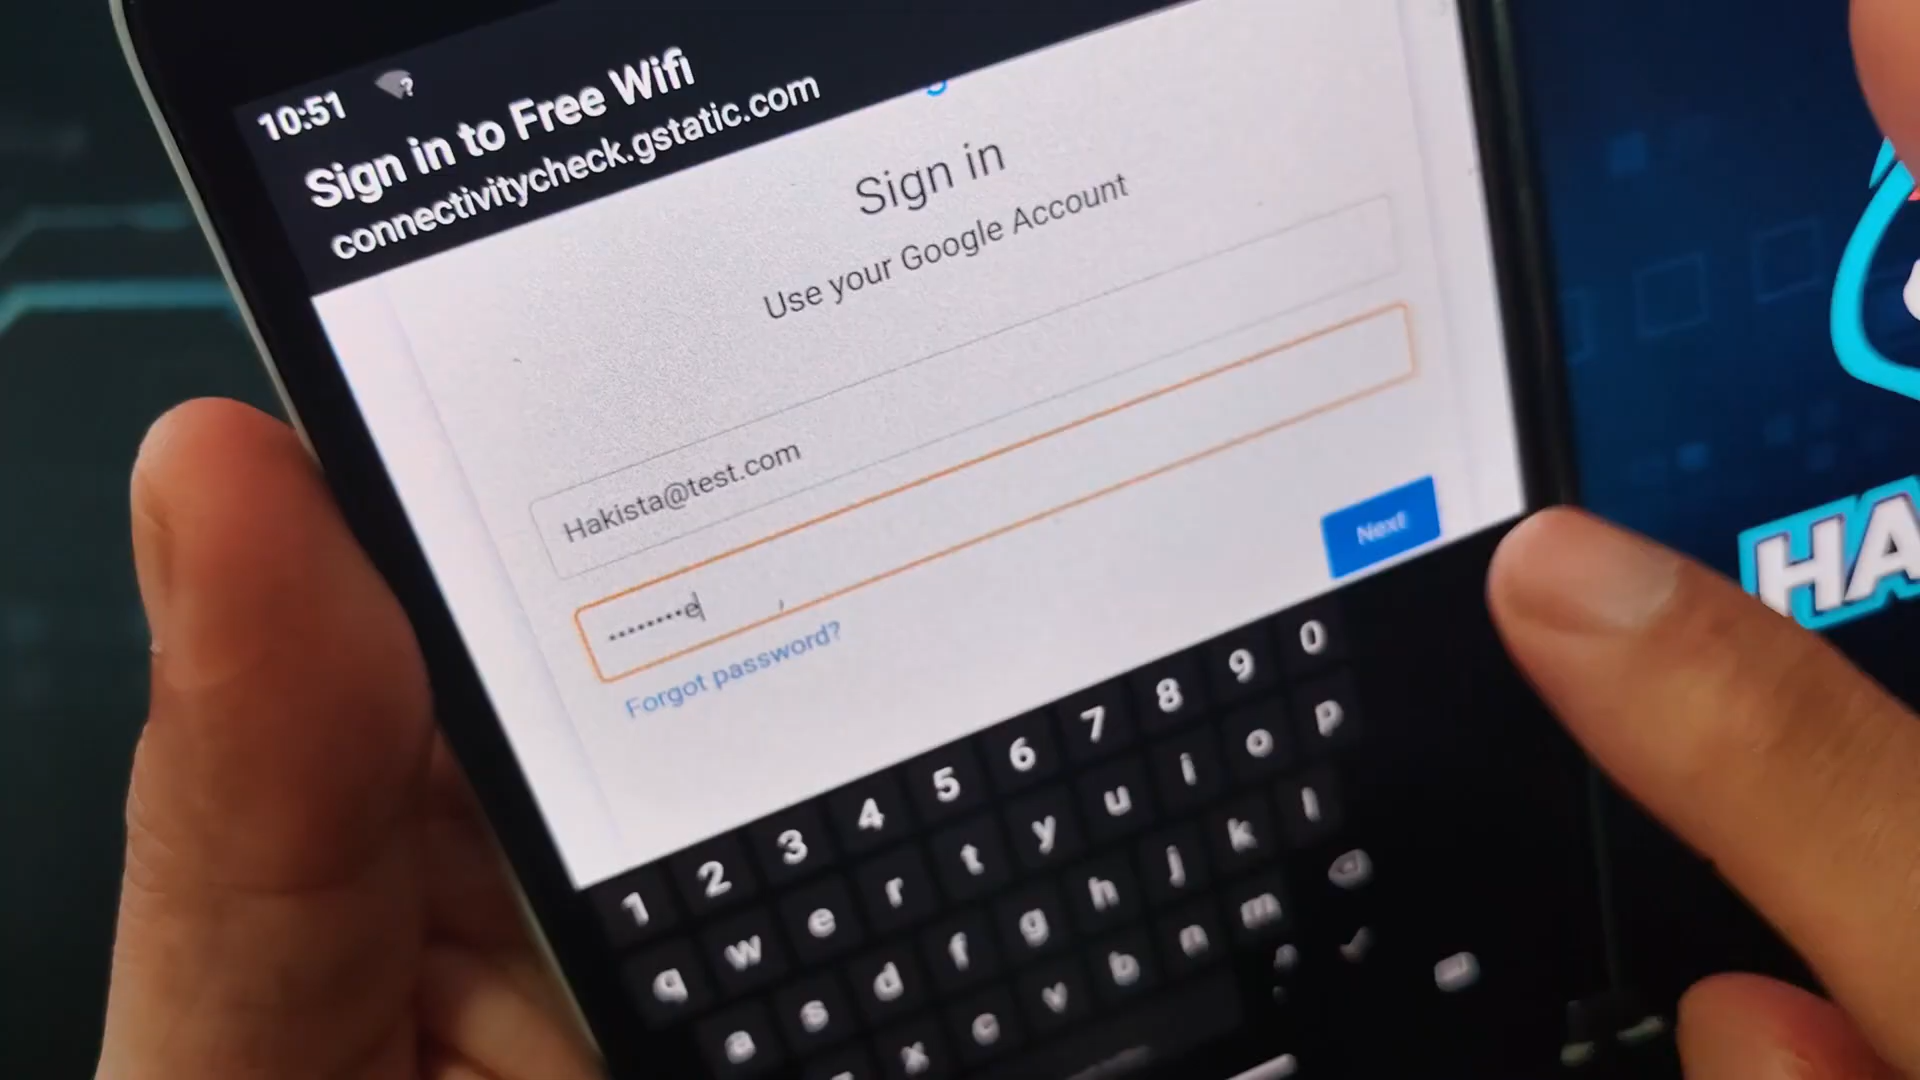 10:51
Sign in to Free Wifi
connectivitycheck.gstatic.com
Sign in
Use your Google Account
Hakista@test.com
········e
Forgot password?
Next
1 2 3 4 5 6 7 8 9 0
q w e r t y u i o p
a s d f g h j k l
x c v b n m
HA